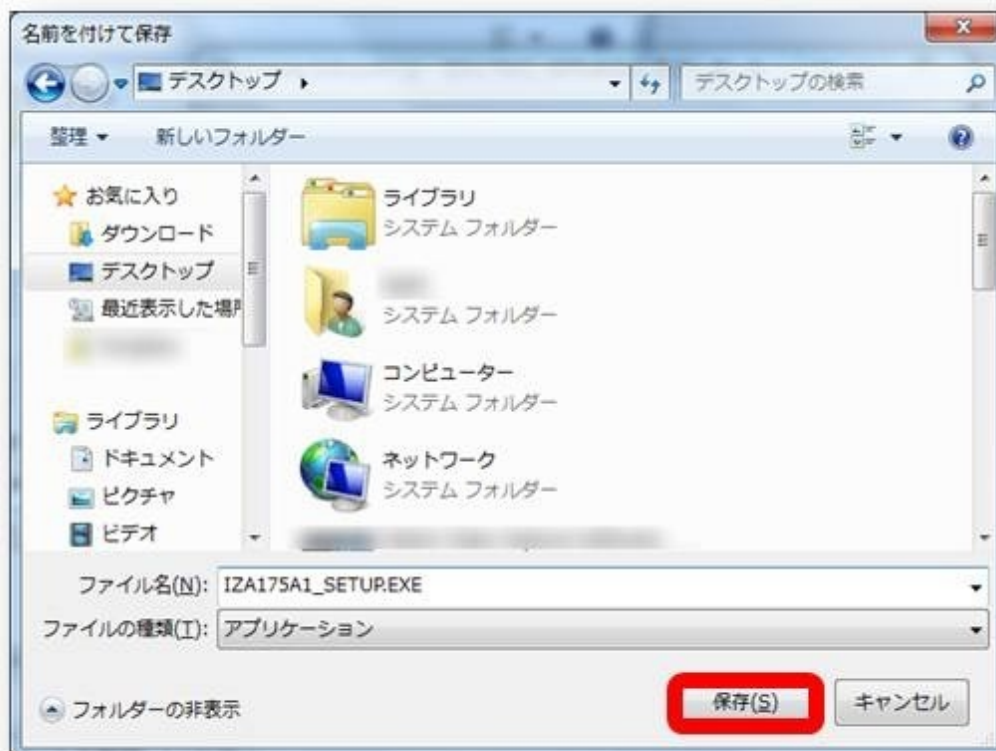 名前を付けて保存
デスクトップ
デスクトップの検索
整理
新しいフォルダー
お気に入り
ダウンロード
デスクトップ
最近表示した場所
ライブラリ
ドキュメント
ピクチャ
ビデオ
ライブラリ
システム フォルダー
システム フォルダー
コンピューター
システム フォルダー
ネットワーク
システム フォルダー
ファイル名(N): IZA175A1_SETUP.EXE
ファイルの種類(T): アプリケーション
フォルダーの非表示
保存(S)
キャンセル